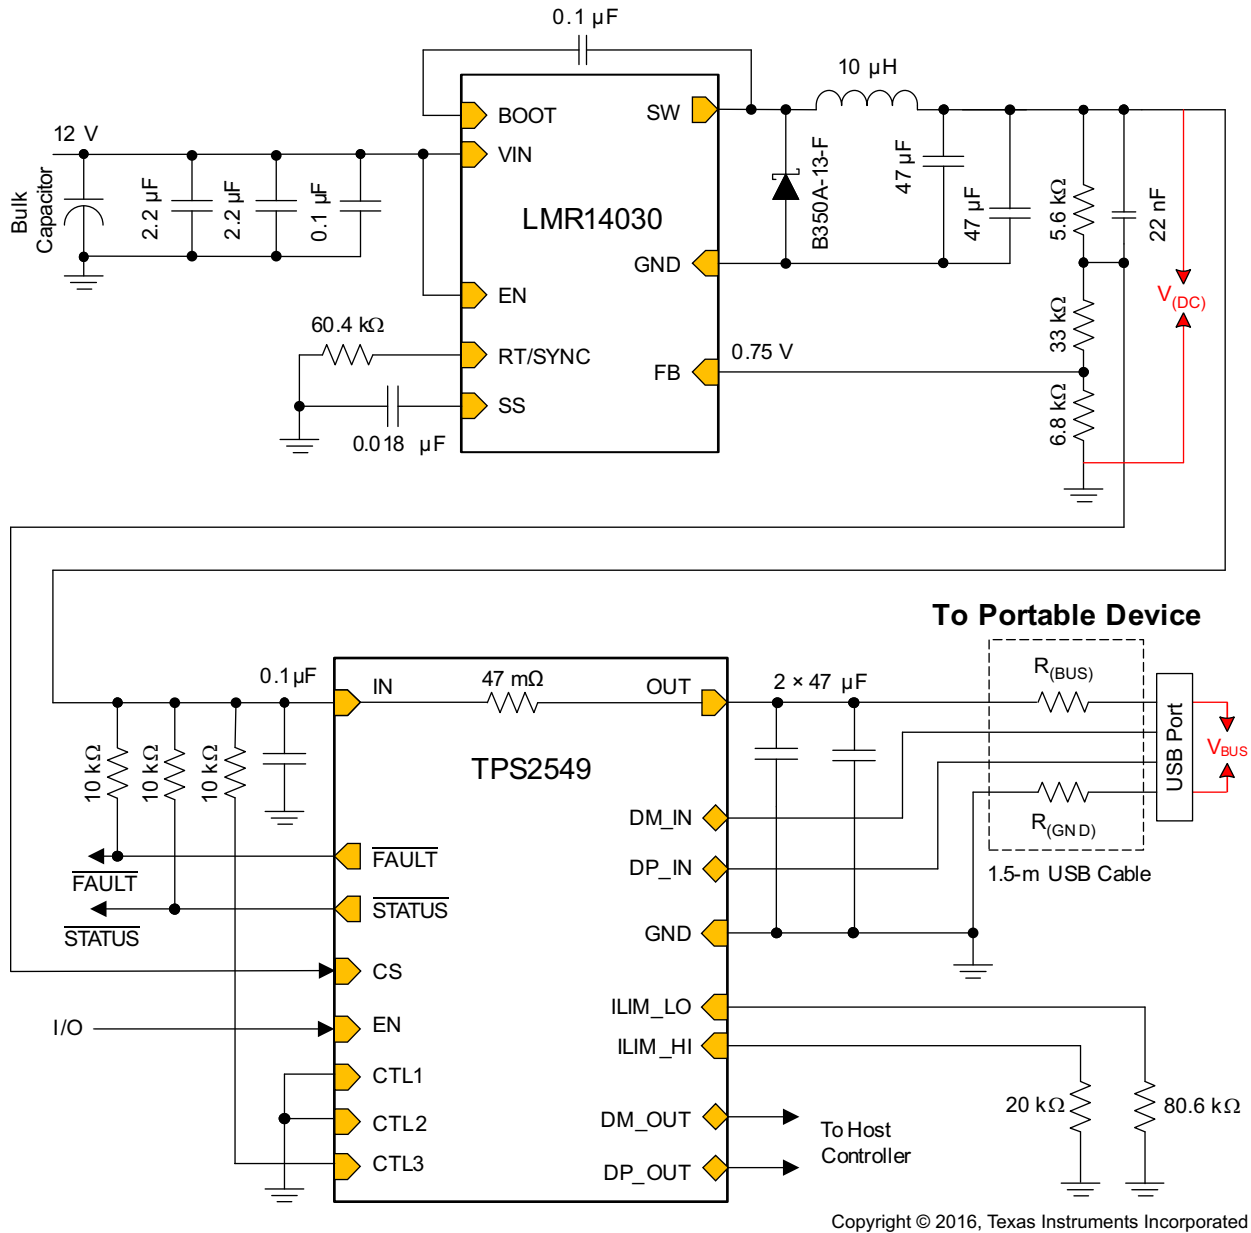 0.1 µF
10 µH
BOOT
SW
12 V
VIN
Bulk
Capacitor
2.2 µF
2.2 µF
0.1 µF
LMR14030
B350A-13-F
47 µF
47 µF
5.6 kΩ
22 nF
GND
EN
V(DC)
60.4 kΩ
RT/SYNC
0.75 V
FB
33 kΩ
SS
0.018 µF
6.8 kΩ
To Portable Device
0.1 µF
IN
47 mΩ
OUT
2 × 47 µF
R(BUS)
10 kΩ
10 kΩ
10 kΩ
TPS2549
USB Port
VBUS
DM_IN
R(GND)
FAULT
FAULT
DP_IN
1.5-m USB Cable
STATUS
STATUS
GND
CS
ILIM_LO
I/O
EN
ILIM_HI
CTL1
20 kΩ
80.6 kΩ
CTL2
DM_OUT
To Host
Controller
CTL3
DP_OUT
Copyright © 2016, Texas Instruments Incorporated